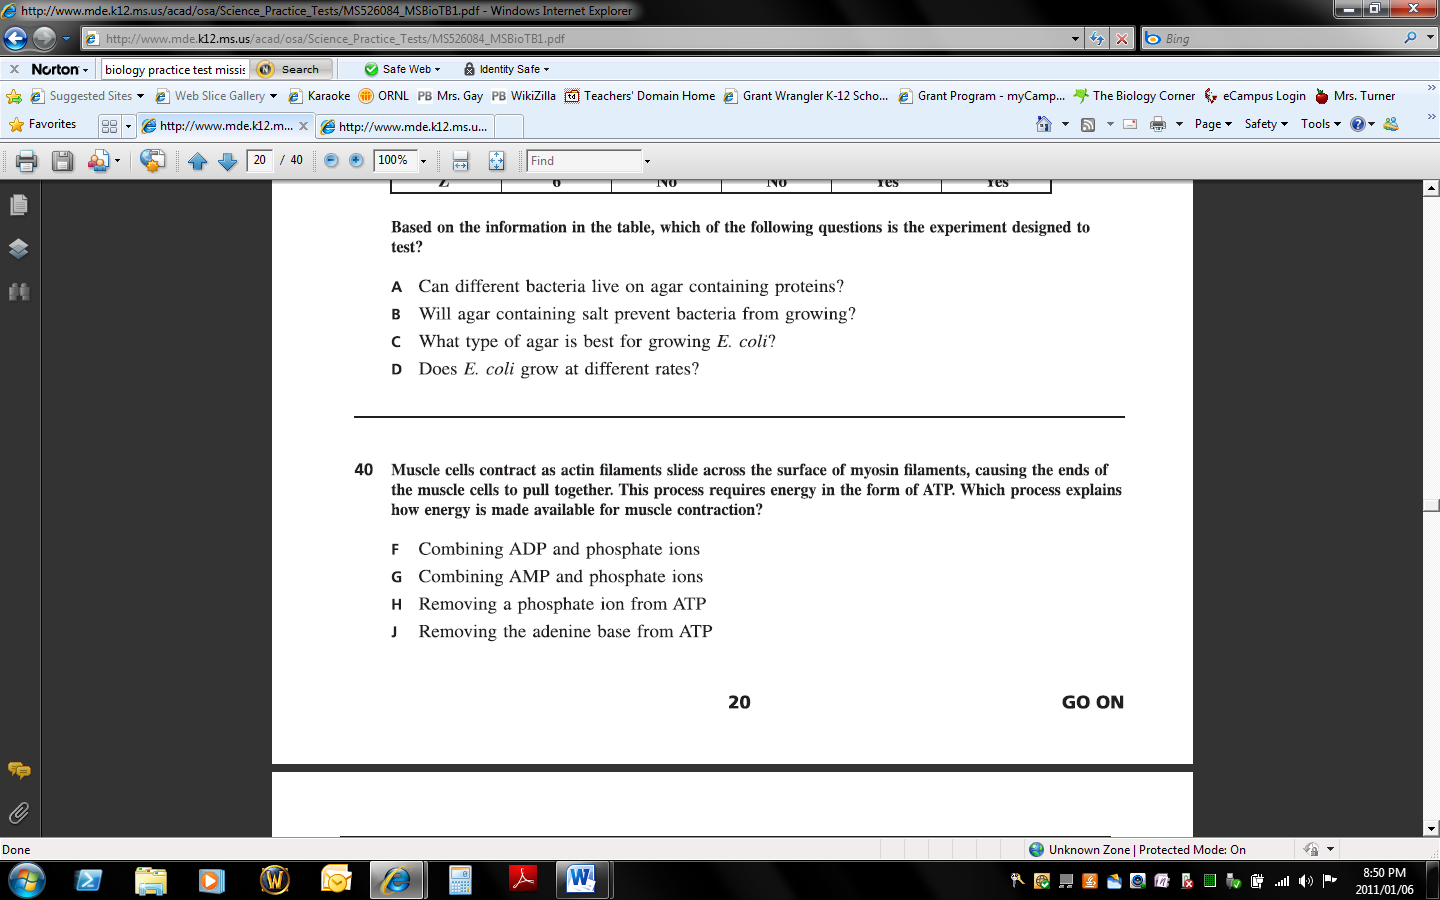 http://www.mde.k12.ms.us/acad/osa/Science_Practice_Tests/MS526084_MSBioTB1.pdf - Windows Internet Explorer
http://www.mde.k12.ms.us/acad/osa/Science_Practice_Tests/MS526084_MSBioTB1.pdf
Bing
X Norton biology practice test missis Search Safe Web Identity Safe
Suggested Sites Web Slice Gallery Karaoke ORNL PB Mrs. Gay PB WikiZilla td Teachers' Domain Home Grant Wrangler K-12 Scho... Grant Program - myCamp... The Biology Corner eCampus Login Mrs. Turner
Favorites http://www.mde.k12.m... http://www.mde.k12.ms.u... Page Safety Tools
20 / 40 100% Find
Z 6 No No Yes Yes
Based on the information in the table, which of the following questions is the experiment designed to
test?
A Can different bacteria live on agar containing proteins?
B Will agar containing salt prevent bacteria from growing?
C What type of agar is best for growing E. coli?
D Does E. coli grow at different rates?
40 Muscle cells contract as actin filaments slide across the surface of myosin filaments, causing the ends of
the muscle cells to pull together. This process requires energy in the form of ATP. Which process explains
how energy is made available for muscle contraction?
F Combining ADP and phosphate ions
G Combining AMP and phosphate ions
H Removing a phosphate ion from ATP
J Removing the adenine base from ATP
20 GO ON
Done Unknown Zone | Protected Mode: On
8:50 PM
2011/01/06